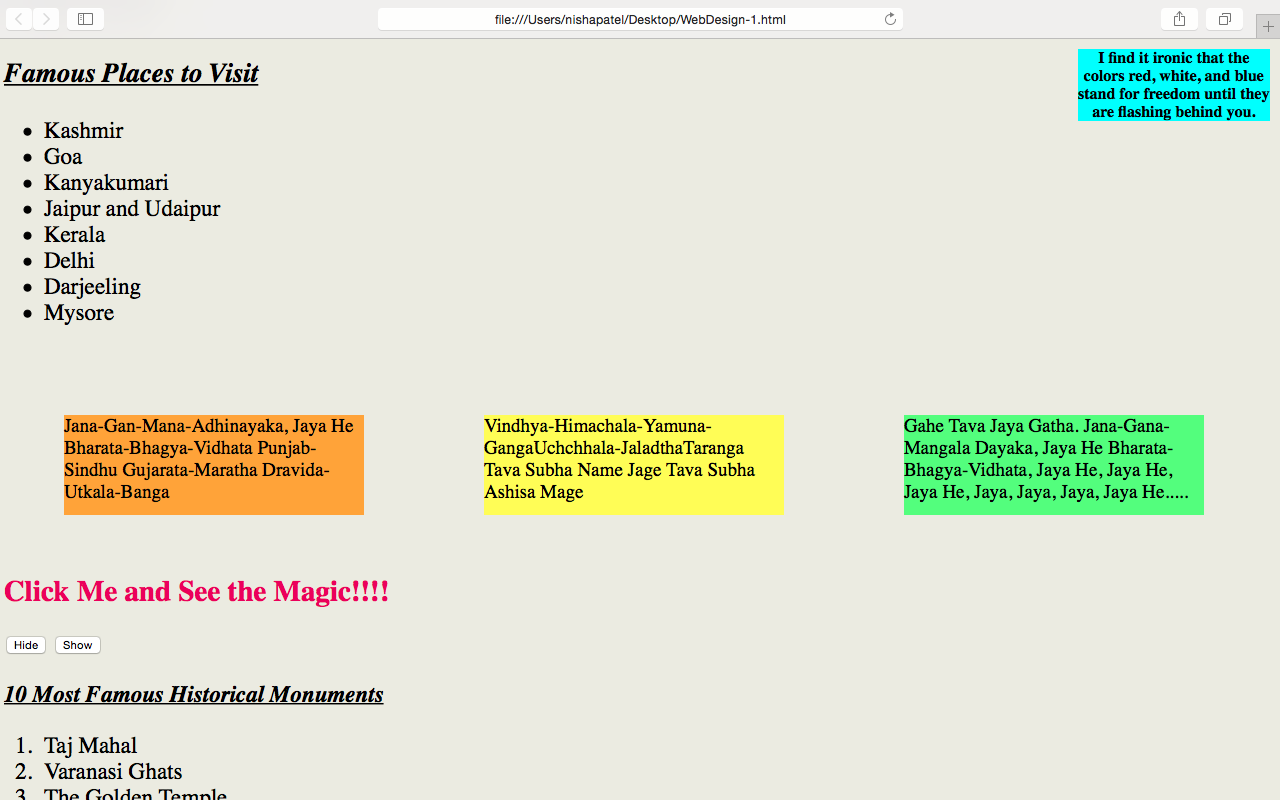 file:///Users/nishapatel/Desktop/WebDesign-1.html
Famous Places to Visit
I find it ironic that the
colors red, white, and blue
stand for freedom until they
are flashing behind you.
• Kashmir
• Goa
• Kanyakumari
• Jaipur and Udaipur
• Kerala
• Delhi
• Darjeeling
• Mysore
Jana-Gan-Mana-Adhinayaka, Jaya He
Bharata-Bhagya-Vidhata Punjab-
Sindhu Gujarata-Maratha Dravida-
Utkala-Banga
Vindhya-Himachala-Yamuna-
GangaUchchhala-JaladthaTaranga
Tava Subha Name Jage Tava Subha
Ashisa Mage
Gahe Tava Jaya Gatha. Jana-Gana-
Mangala Dayaka, Jaya He Bharata-
Bhagya-Vidhata, Jaya He, Jaya He,
Jaya He, Jaya, Jaya, Jaya, Jaya He.....
Click Me and See the Magic!!!!
Hide Show
10 Most Famous Historical Monuments
1. Taj Mahal
2. Varanasi Ghats
3. The Golden Temple